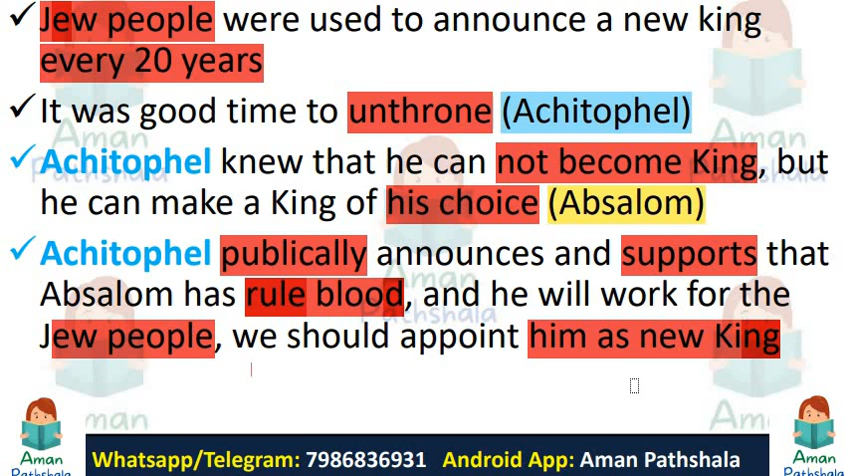 ✓ Jew people were used to announce a new king
every 20 years
✓ It was good time to unthrone (Achitophel)
✓ Achitophel knew that he can not become King, but
he can make a King of his choice (Absalom)
✓ Achitophel publically announces and supports that
Absalom has rule blood, and he will work for the
Jew people, we should appoint him as new King
Aman
Pathshala
Whatsapp/Telegram: 7986836931 Android App: Aman Pathshala
Aman
Pathshala